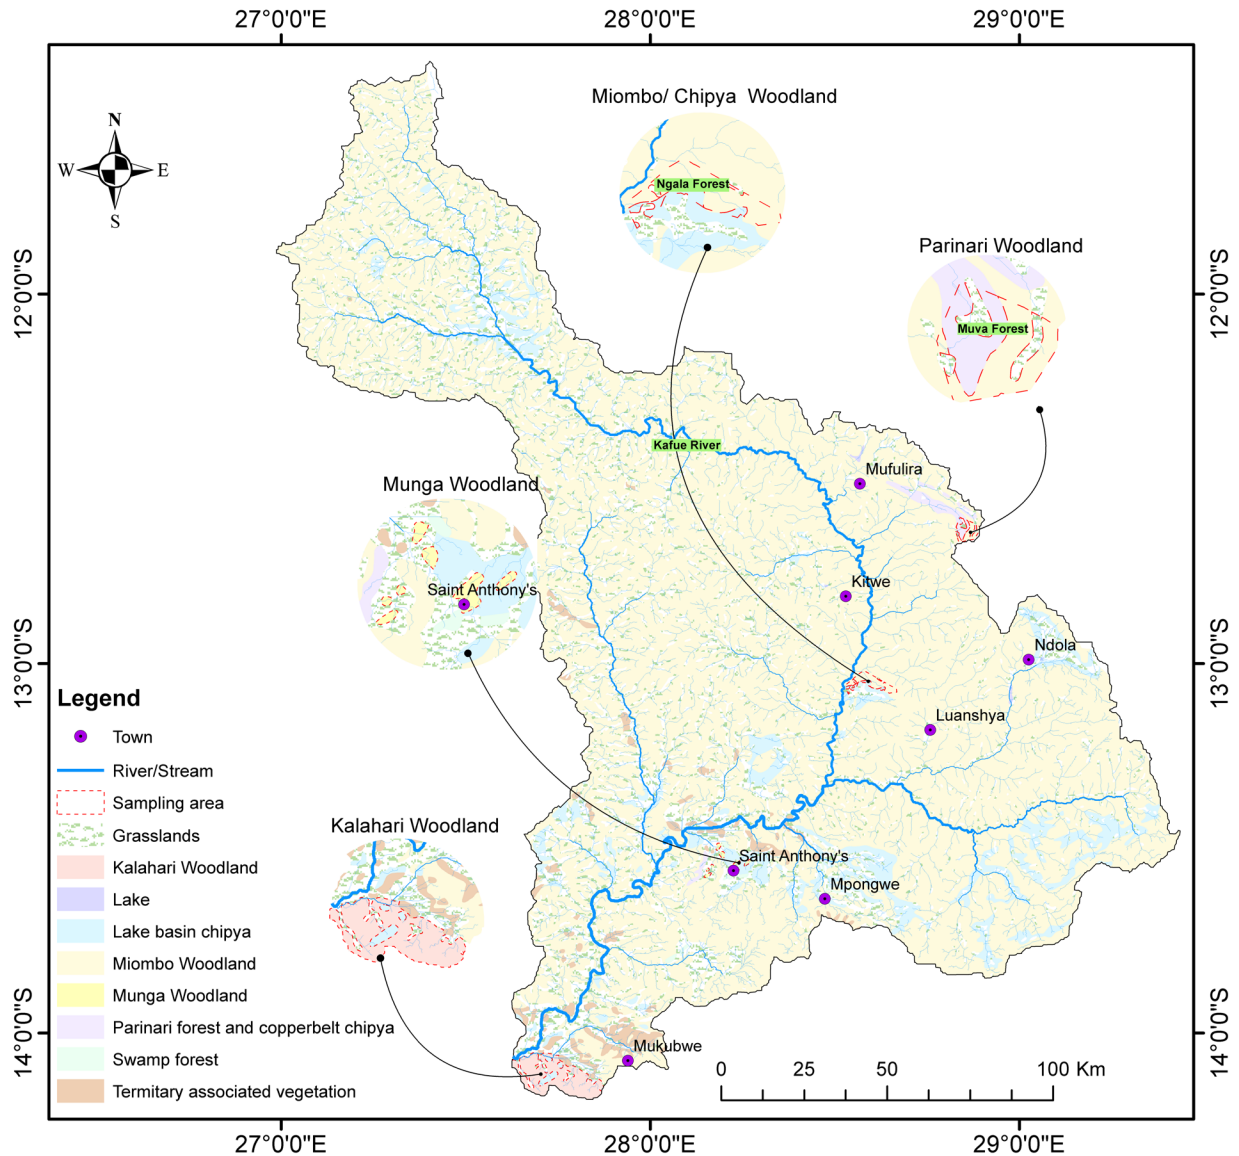 27°0'0"E 28°0'0"E 29°0'0"E
Miombo/ Chipya Woodland
N
W E
S
Ngala Forest
Parinari Woodland
12°0'0"S 12°0'0"S
Muva Forest
Kafue River
Mufulira
Munga Woodland
Saint Anthony's
Kitwe
Ndola
13°0'0"S 13°0'0"S
Luanshya
Legend
Town
River/Stream
Sampling area
Grasslands
Kalahari Woodland
Lake
Lake basin chipya
Miombo Woodland
Munga Woodland
Parinari forest and copperbelt chipya
Swamp forest
Termitary associated vegetation
Kalahari Woodland
Saint Anthony's
Mpongwe
14°0'0"S 14°0'0"S
Mukubwe
0 25 50 100 Km
27°0'0"E 28°0'0"E 29°0'0"E